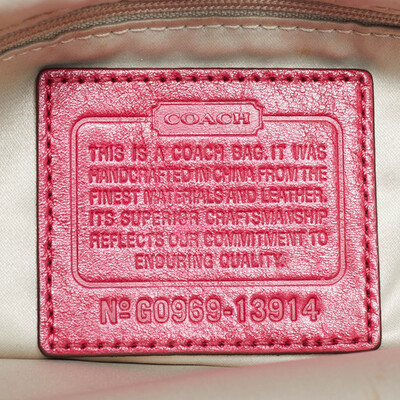 COACH
THIS IS A COACH BAG. IT WAS
HANDCRAFTED IN CHINA FROM THE
FINEST MATERIALS AND LEATHER.
ITS SUPERIOR CRAFTSMANSHIP
REFLECTS OUR COMMITMENT TO
ENDURING QUALITY.
Nº G0969-13914